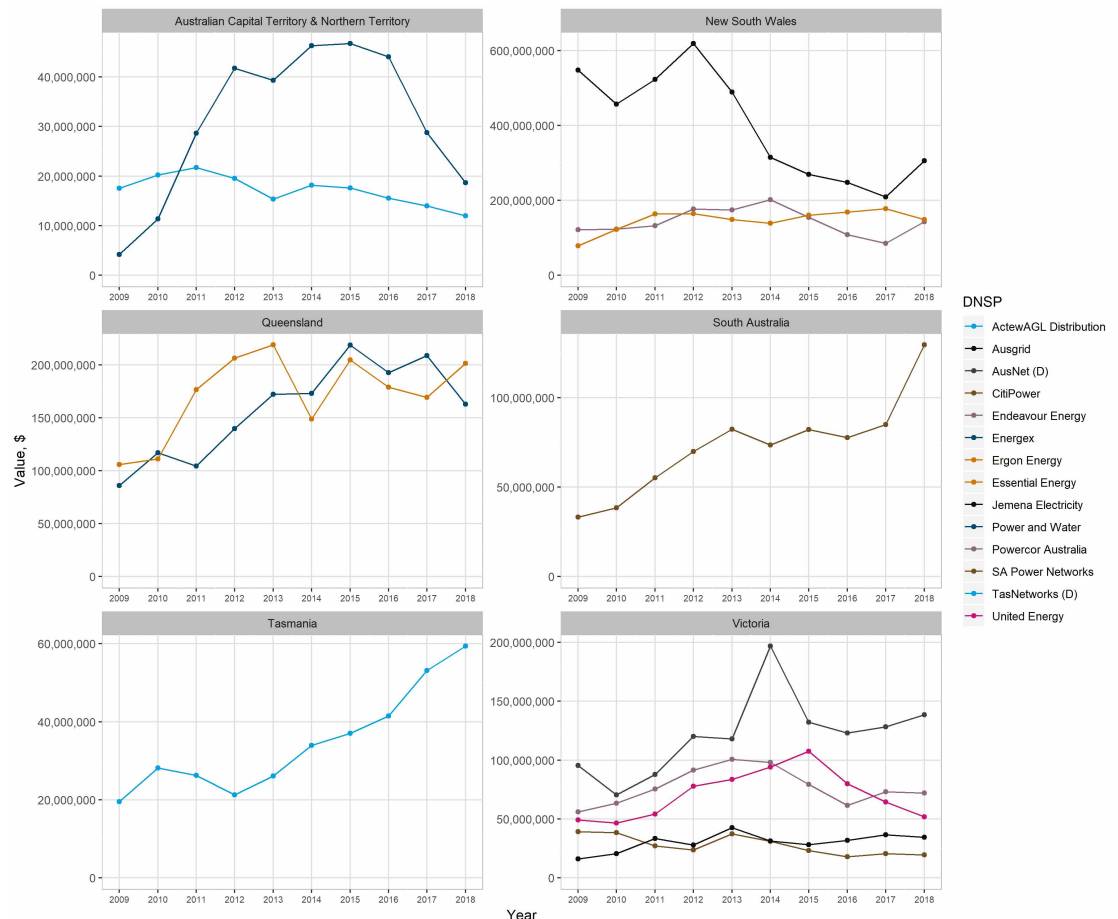 Australian Capital Territory & Northern Territory
New South Wales
40,000,000
30,000,000
20,000,000
10,000,000
0
600,000,000
400,000,000
200,000,000
0
2009 2010 2011 2012 2013 2014 2015 2016 2017 2018
2009 2010 2011 2012 2013 2014 2015 2016 2017 2018
Queensland
South Australia
Value, $
200,000,000
150,000,000
100,000,000
50,000,000
0
100,000,000
50,000,000
0
2009 2010 2011 2012 2013 2014 2015 2016 2017 2018
2009 2010 2011 2012 2013 2014 2015 2016 2017 2018
Tasmania
Victoria
60,000,000
40,000,000
20,000,000
0
200,000,000
150,000,000
100,000,000
50,000,000
0
2009 2010 2011 2012 2013 2014 2015 2016 2017 2018
2009 2010 2011 2012 2013 2014 2015 2016 2017 2018
Year
DNSP
ActewAGL Distribution
Ausgrid
AusNet (D)
CitiPower
Endeavour Energy
Energex
Ergon Energy
Essential Energy
Jemena Electricity
Power and Water
Powercor Australia
SA Power Networks
TasNetworks (D)
United Energy